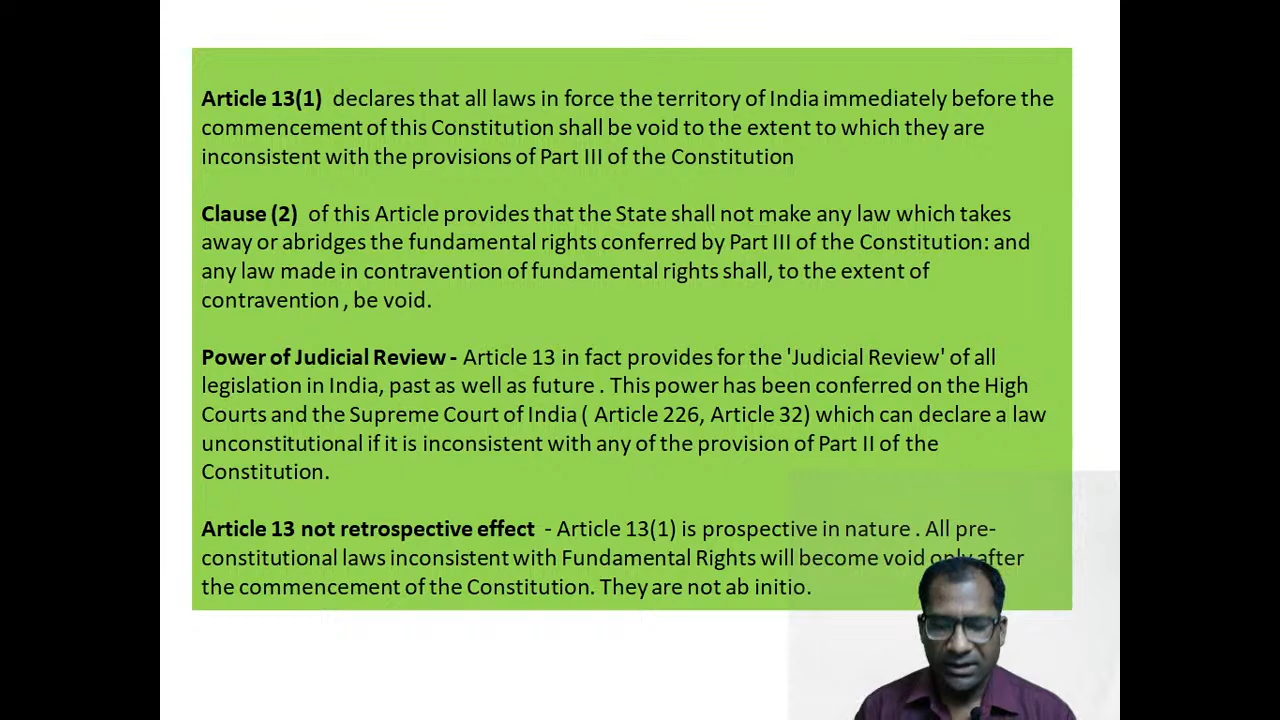 Article 13(1) declares that all laws in force the territory of India immediately before the
commencement of this Constitution shall be void to the extent to which they are
inconsistent with the provisions of Part III of the Constitution
Clause (2) of this Article provides that the State shall not make any law which takes
away or abridges the fundamental rights conferred by Part III of the Constitution: and
any law made in contravention of fundamental rights shall, to the extent of
contravention , be void.
Power of Judicial Review - Article 13 in fact provides for the 'Judicial Review' of all
legislation in India, past as well as future . This power has been conferred on the High
Courts and the Supreme Court of India ( Article 226, Article 32) which can declare a law
unconstitutional if it is inconsistent with any of the provision of Part II of the
Constitution.
Article 13 not retrospective effect - Article 13(1) is prospective in nature . All pre-
constitutional laws inconsistent with Fundamental Rights will become void only after
the commencement of the Constitution. They are not ab initio.